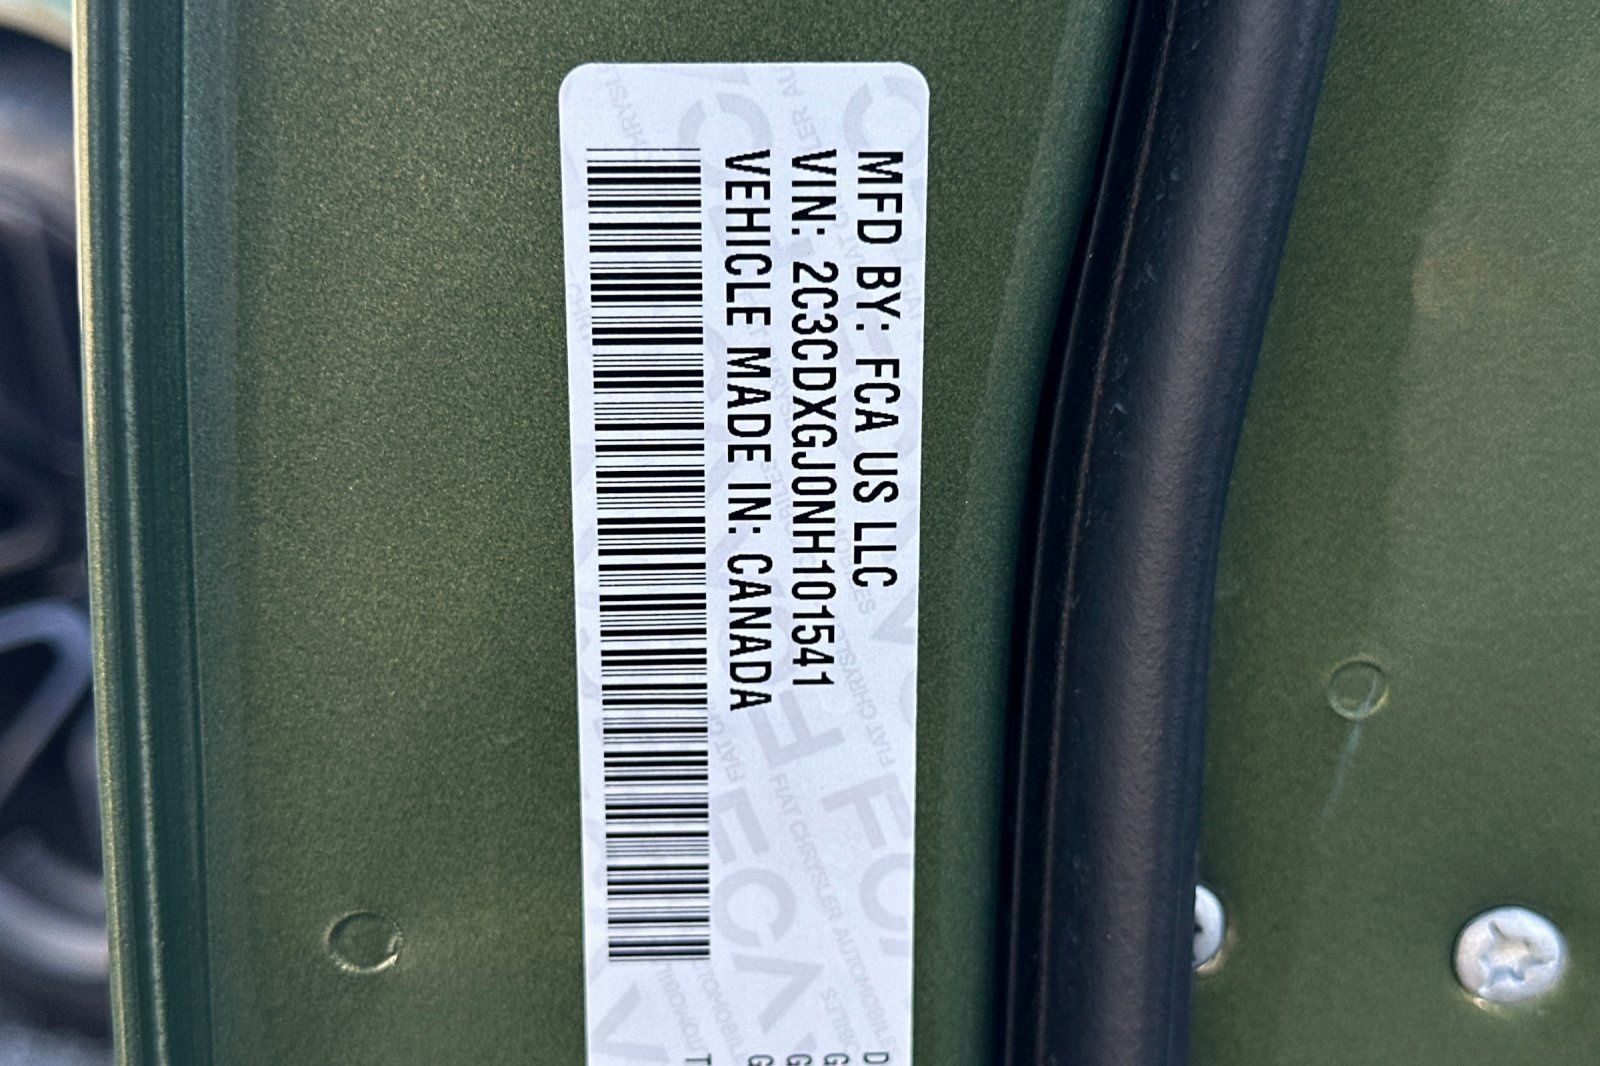 MFD BY: FCA US LLC
VIN: 2C3CDXGJ0NH101541
VEHICLE MADE IN: CANADA
D
G
G
G
T